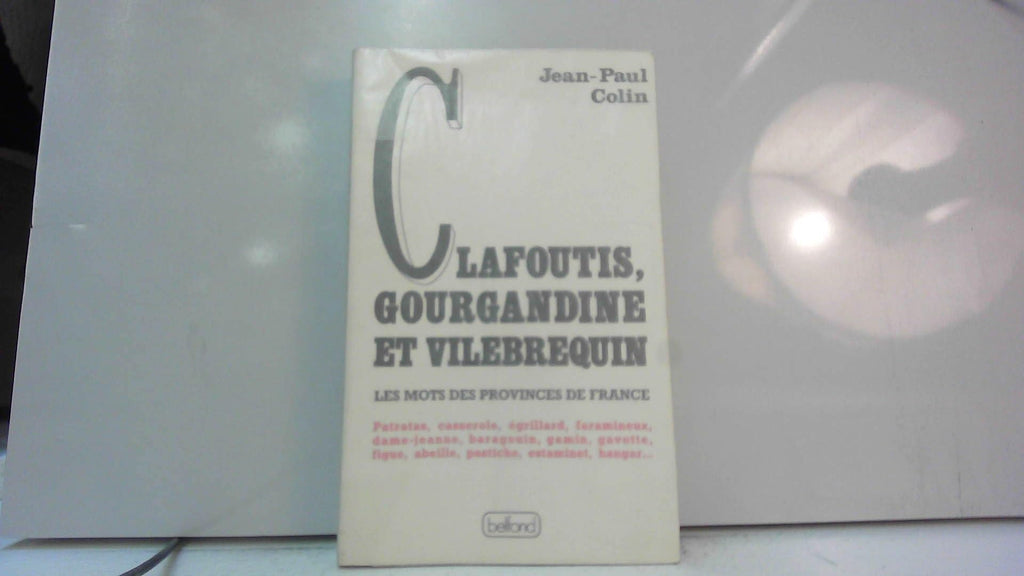 Jean-Paul
Colin
CLAFOUTIS,
GOURGANDINE
ET VILEBREQUIN
LES MOTS DES PROVINCES DE FRANCE
Patratas, casserole, égrillard, faramineux,
dame-jeanne, baragouin, gamin, gavotte,
figue, abeille, postiche, estaminet, hangar...
belfond